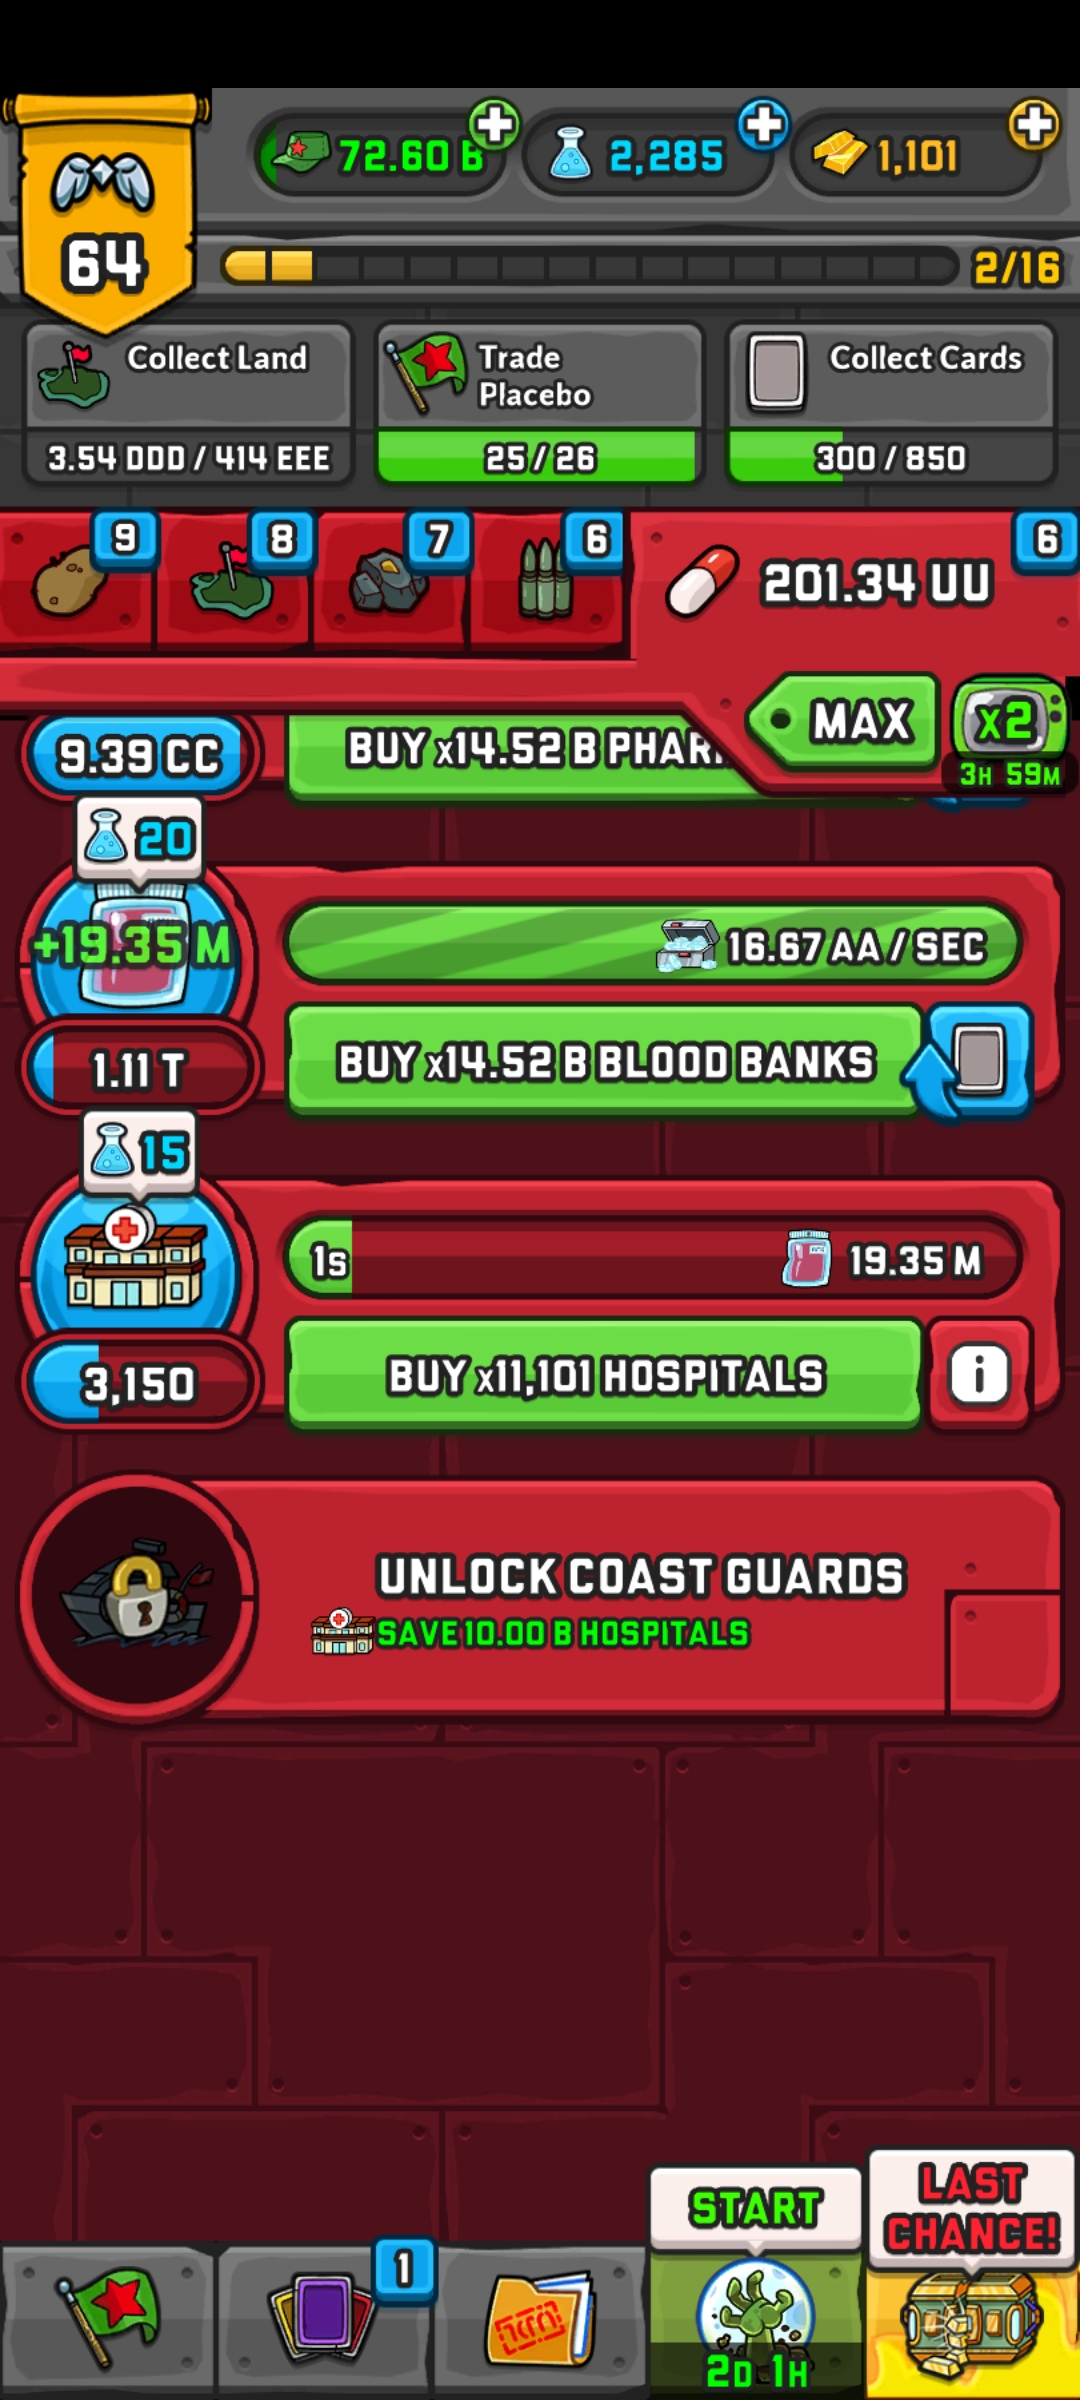 72.60 B
2,285
1,101
64
2/16
Collect Land
3.54 DDD / 414 EEE
Trade
Placebo
25 / 26
Collect Cards
300 / 850
9
8
7
6
201.34 UU
6
MAX
x2
3H 59M
9.39 CC
BUY x14.52 B
20
+19.35 M
16.67 AA / SEC
1.11 T
BUY x14.52 B BLOOD BANKS
15
1s
19.35 M
3,150
BUY x11,101 HOSPITALS
i
UNLOCK COAST GUARDS
SAVE 10.00 B HOSPITALS
START
LAST
CHANCE!
1
2D 1H